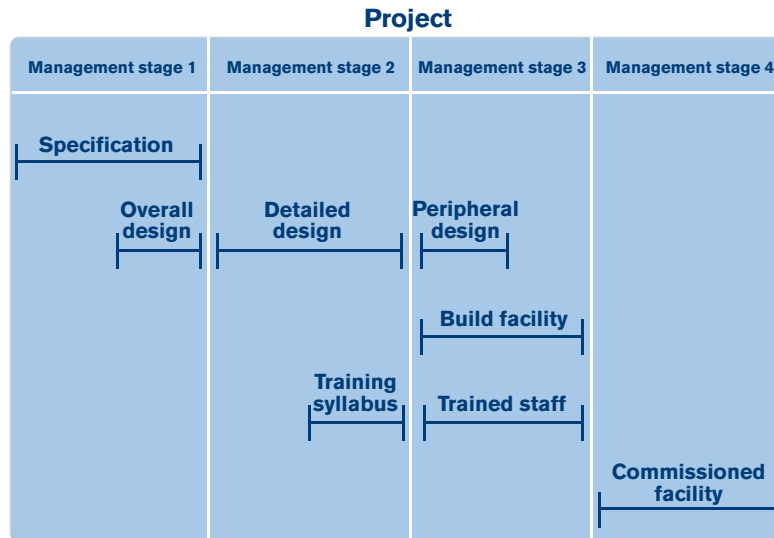 Project
Management stage 1
Management stage 2
Management stage 3
Management stage 4
Specification
Overall
design
Detailed
design
Peripheral
design
Build facility
Training
syllabus
Trained staff
Commissioned
facility